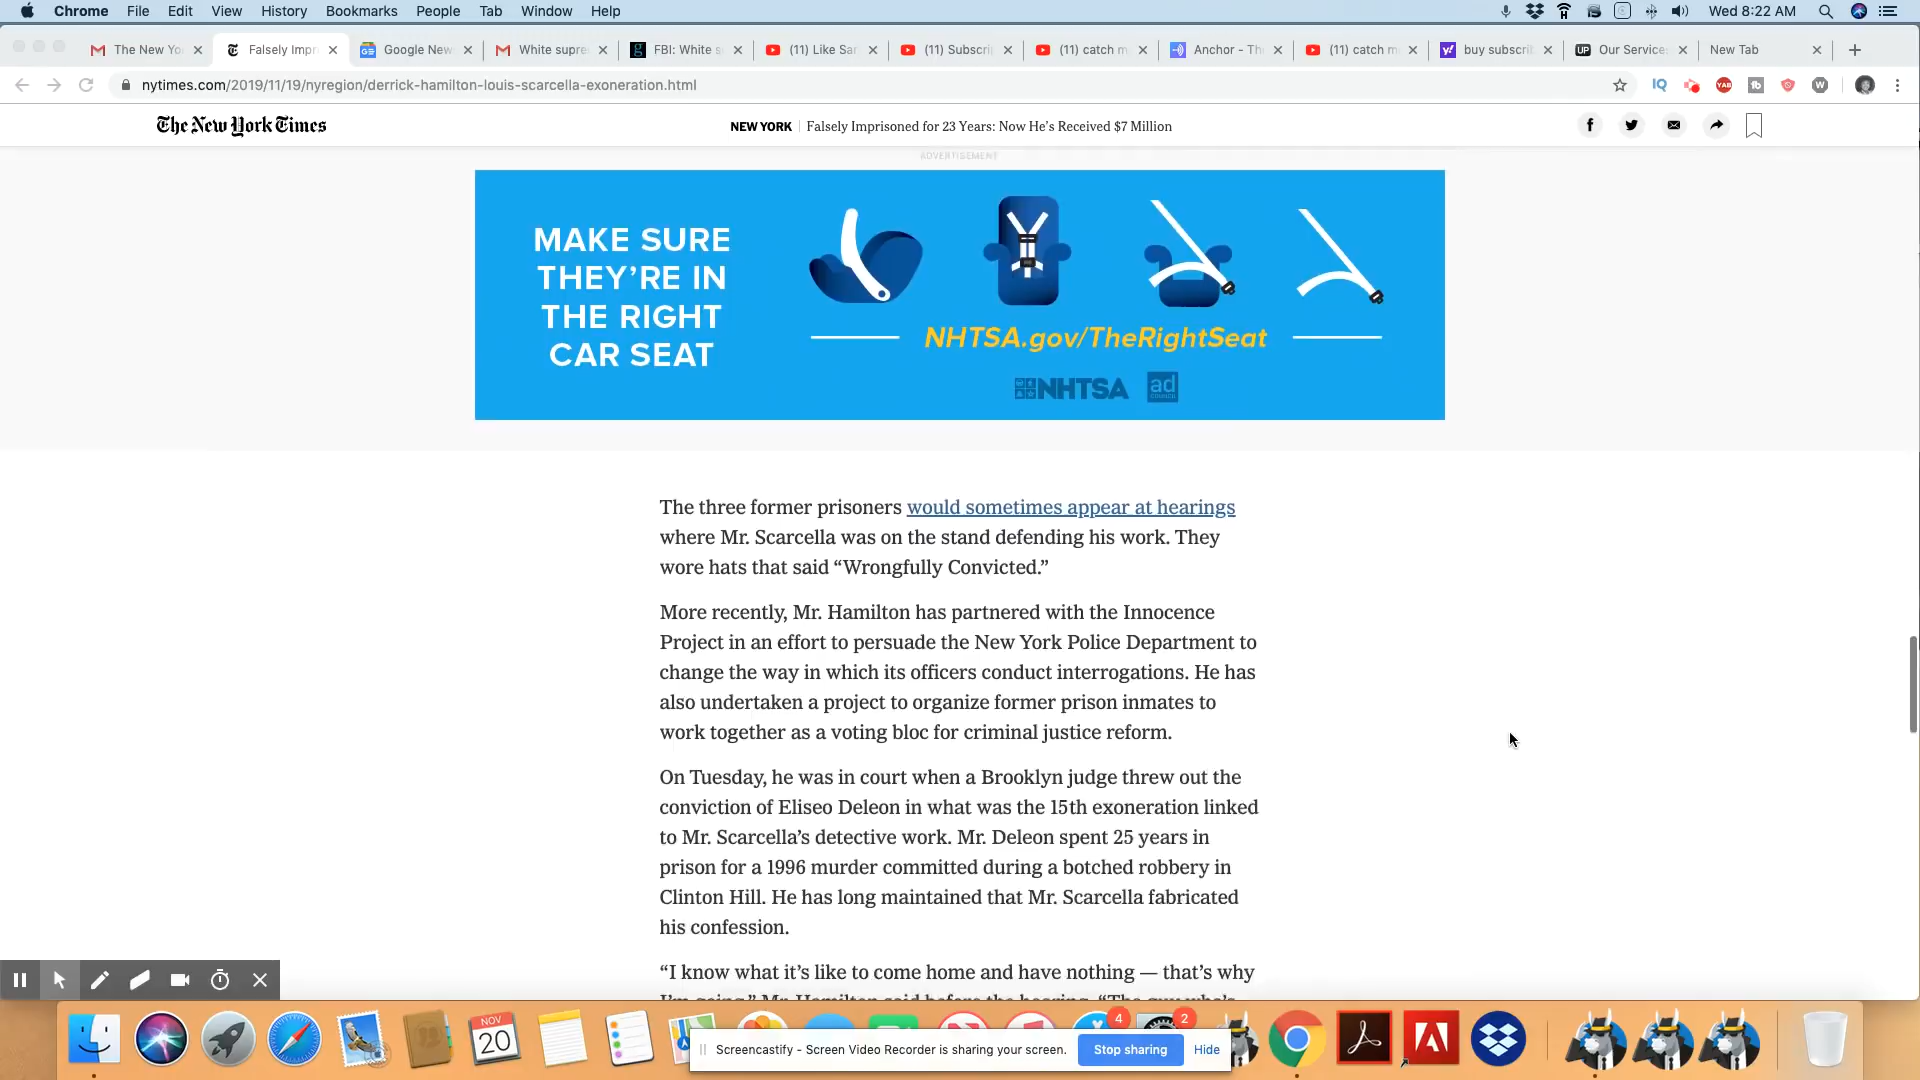 Chrome File Edit View History Bookmarks People Tab Window Help
Wed 8:22 AM
The New Yo
Falsely Impr
Google New
White supre
FBI: White s
(11) Like Sa
(11) Subscri
(11) catch m
Anchor - Th
(11) catch m
buy subscri
Our Service
New Tab
nytimes.com/2019/11/19/nyregion/derrick-hamilton-louis-scarcella-exoneration.html
The New York Times
NEW YORK | Falsely Imprisoned for 23 Years: Now He’s Received $7 Million
ADVERTISEMENT
MAKE SURE
THEY’RE IN
THE RIGHT
CAR SEAT
NHTSA.gov/TheRightSeat
NHTSA
ad
COUNCIL
The three former prisoners would sometimes appear at hearings
where Mr. Scarcella was on the stand defending his work. They
wore hats that said “Wrongfully Convicted.”
More recently, Mr. Hamilton has partnered with the Innocence
Project in an effort to persuade the New York Police Department to
change the way in which its officers conduct interrogations. He has
also undertaken a project to organize former prison inmates to
work together as a voting bloc for criminal justice reform.
On Tuesday, he was in court when a Brooklyn judge threw out the
conviction of Eliseo Deleon in what was the 15th exoneration linked
to Mr. Scarcella’s detective work. Mr. Deleon spent 25 years in
prison for a 1996 murder committed during a botched robbery in
Clinton Hill. He has long maintained that Mr. Scarcella fabricated
his confession.
“I know what it’s like to come home and have nothing — that’s why
I’m going,” Mr. Hamilton said before the hearing. “The guy who’s
NOV
20
4
2
Screencastify - Screen Video Recorder is sharing your screen.
Stop sharing
Hide